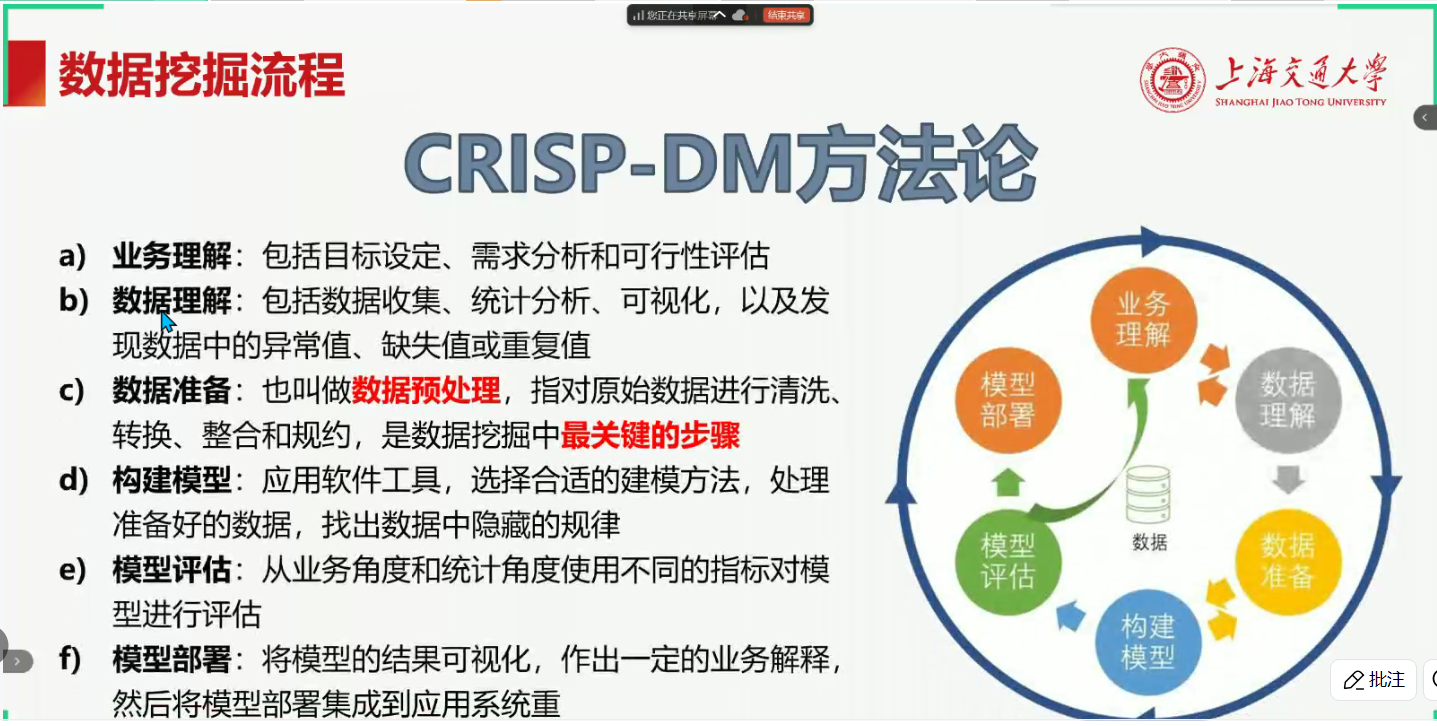 您正在共享屏幕
结束共享
数据挖掘流程
上海交通大学
SHANGHAI JIAO TONG UNIVERSITY
CRISP-DM方法论
a) 业务理解：包括目标设定、需求分析和可行性评估
b) 数据理解：包括数据收集、统计分析、可视化，以及发
现数据中的异常值、缺失值或重复值
c) 数据准备：也叫做数据预处理，指对原始数据进行清洗、
转换、整合和规约，是数据挖掘中最关键的步骤
d) 构建模型：应用软件工具，选择合适的建模方法，处理
准备好的数据，找出数据中隐藏的规律
e) 模型评估：从业务角度和统计角度使用不同的指标对模
型进行评估
f) 模型部署：将模型的结果可视化，作出一定的业务解释，
然后将模型部署集成到应用系统重
业务
理解
数据
理解
数据
准备
构建
模型
模型
评估
模型
部署
数据
批注